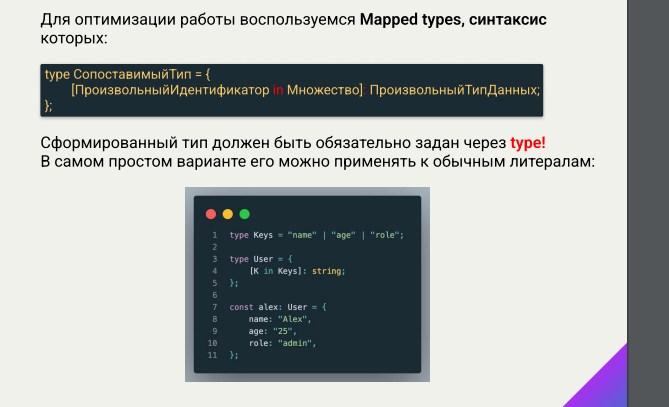 Для оптимизации работы воспользуемся Mapped types, синтаксис
которых:
type СопоставимыйТип = {
[ПроизвольныйИдентификатор in Множество]: ПроизвольныйТипДанных;
};
Сформированный тип должен быть обязательно задан через type!
В самом простом варианте его можно применять к обычным литералам:
1 type Keys = "name" | "age" | "role";
2
3 type User = {
4 [K in Keys]: string;
5 };
6
7 const alex: User = {
8 name: "Alex",
9 age: "25",
10 role: "admin",
11 };